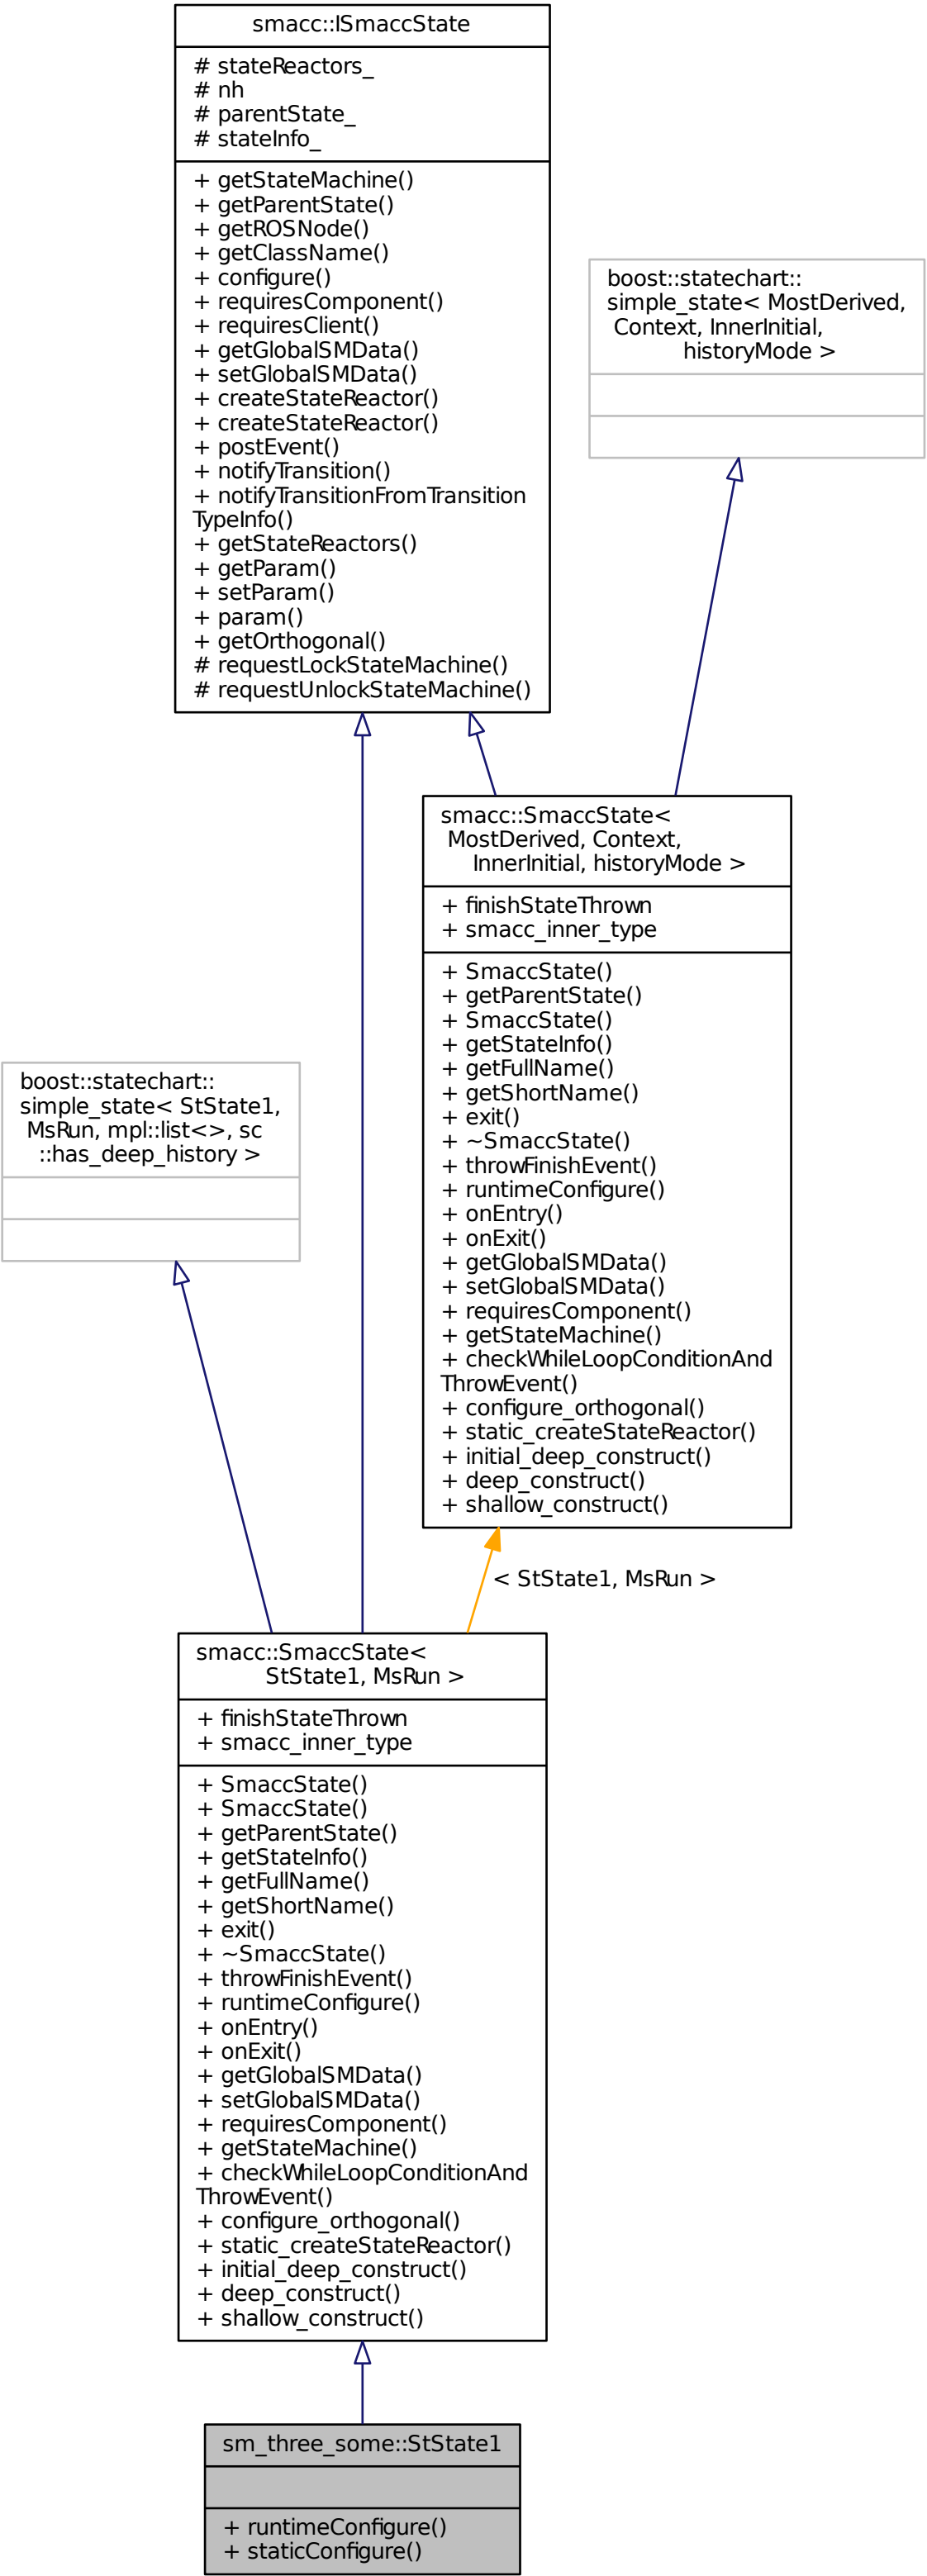 smacc::ISmaccState
# stateReactors_
# nh
# parentState_
# stateInfo_
+ getStateMachine()
+ getParentState()
+ getROSNode()
+ getClassName()
+ configure()
+ requiresComponent()
+ requiresClient()
+ getGlobalSMData()
+ setGlobalSMData()
+ createStateReactor()
+ createStateReactor()
+ postEvent()
+ notifyTransition()
+ notifyTransitionFromTransition
TypeInfo()
+ getStateReactors()
+ getParam()
+ setParam()
+ param()
+ getOrthogonal()
# requestLockStateMachine()
# requestUnlockStateMachine()
boost::statechart::
simple_state< MostDerived,
Context, InnerInitial,
historyMode >
smacc::SmaccState<
MostDerived, Context,
InnerInitial, historyMode >
+ finishStateThrown
+ smacc_inner_type
+ SmaccState()
+ getParentState()
+ SmaccState()
+ getStateInfo()
+ getFullName()
+ getShortName()
+ exit()
+ ~SmaccState()
+ throwFinishEvent()
+ runtimeConfigure()
+ onEntry()
+ onExit()
+ getGlobalSMData()
+ setGlobalSMData()
+ requiresComponent()
+ getStateMachine()
+ checkWhileLoopConditionAnd
ThrowEvent()
+ configure_orthogonal()
+ static_createStateReactor()
+ initial_deep_construct()
+ deep_construct()
+ shallow_construct()
boost::statechart::
simple_state< StState1,
MsRun, mpl::list<>, sc
::has_deep_history >
< StState1, MsRun >
smacc::SmaccState<
StState1, MsRun >
+ finishStateThrown
+ smacc_inner_type
+ SmaccState()
+ SmaccState()
+ getParentState()
+ getStateInfo()
+ getFullName()
+ getShortName()
+ exit()
+ ~SmaccState()
+ throwFinishEvent()
+ runtimeConfigure()
+ onEntry()
+ onExit()
+ getGlobalSMData()
+ setGlobalSMData()
+ requiresComponent()
+ getStateMachine()
+ checkWhileLoopConditionAnd
ThrowEvent()
+ configure_orthogonal()
+ static_createStateReactor()
+ initial_deep_construct()
+ deep_construct()
+ shallow_construct()
sm_three_some::StState1
+ runtimeConfigure()
+ staticConfigure()